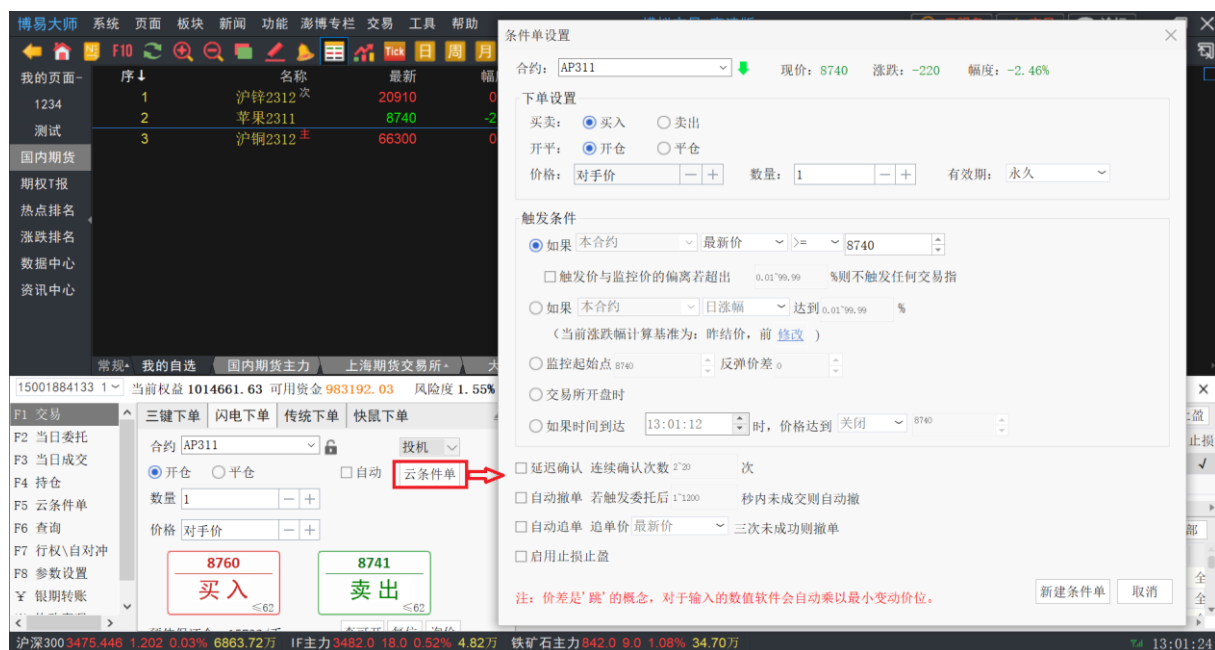 博易大师 系统 页面 板块 新闻 功能 澎博专栏 交易 工具 帮助
F10 Tick 日 周 月
我的页面-
1234
测试
国内期货
期权T报
热点排名
涨跌排名
数据中心
资讯中心
序↓ 名称 最新
1 沪锌2312 次 20910
2 苹果2311 8740
3 沪铜2312 主 66300
常规 我的自选 国内期货主力 上海期货交易所
15001884133 1 当前权益 1014661.63 可用资金 983192.03 风险度 1.55%
F1 交易
F2 当日委托
F3 当日成交
F4 持仓
F5 云条件单
F6 查询
F7 行权\自对冲
F8 参数设置
¥ 银期转账
三键下单 闪电下单 传统下单 快鼠下单
合约 AP311 投机
开仓 平仓 自动 云条件单
数量 1
价格 对手价
8760 买入 ≤62
8741 卖出 ≤62
条件单设置
合约: AP311 现价: 8740 涨跌: -220 幅度: -2.46%
下单设置
买卖: 买入 卖出
开平: 开仓 平仓
价格: 对手价 数量: 1 有效期: 永久
触发条件
如果 本合约 最新价 >= 8740
触发价与监控价的偏离若超出 0.01~99.99 %则不触发任何交易指
如果 本合约 日涨幅 达到 0.01~99.99 %
(当前涨跌幅计算基准为: 昨结价, 前 修改 )
监控起始点 8740 反弹价差 0
交易所开盘时
如果时间到达 13:01:12 时, 价格达到 关闭 8740
延迟确认 连续确认次数 2~20 次
自动撤单 若触发委托后 1~1200 秒内未成交则自动撤
自动追单 追单价 最新价 三次未成功则撤单
启用止损止盈
注: 价差是'跳'的概念, 对于输入的数值软件会自动乘以最小变动价位。
新建条件单 取消
沪深300 3475.446 1.202 0.03% 6863.72万 IF主力 3482.0 18.0 0.52% 4.82万 铁矿石主力 842.0 9.0 1.08% 34.70万 13:01:24